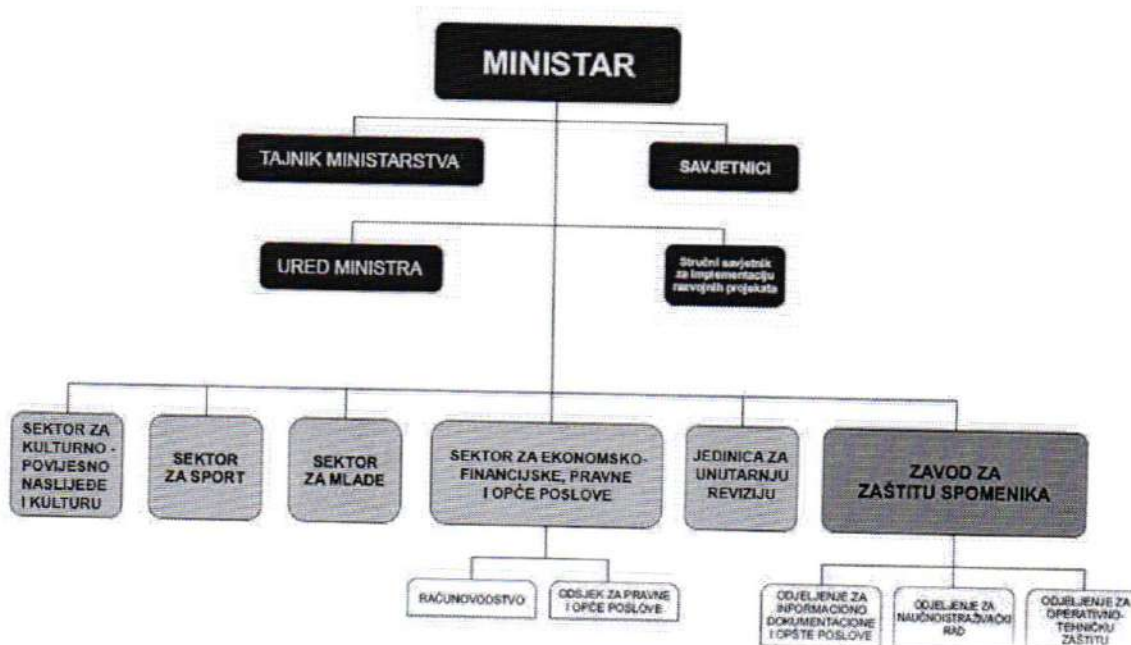 MINISTAR
TAJNIK MINISTARSTVA
SAVJETNICI
URED MINISTRA
Stručni savjetnik
za implementaciju
razvojnih projekata
SEKTOR ZA
KULTURNO -
POVIJESNO
NASLIJEĐE
I KULTURU
SEKTOR
ZA SPORT
SEKTOR
ZA MLADE
SEKTOR ZA EKONOMSKO-
FINANCIJSKE, PRAVNE
I OPĆE POSLOVE
JEDINICA ZA
UNUTARNJU
REVIZIJU
ZAVOD ZA
ZAŠTITU SPOMENIKA
RAČUNOVODSTVO
ODSJEK ZA PRAVNE
I OPĆE POSLOVE
ODJELJENJE ZA
INFORMACIONO
DOKUMENTACIONE
I OPŠTE POSLOVE
ODJELJENJE ZA
NAUČNOISTRAŽIVAČKI
RAD
ODJELJENJE ZA
OPERATIVNO-
TEHNIČKU
ZAŠTITU